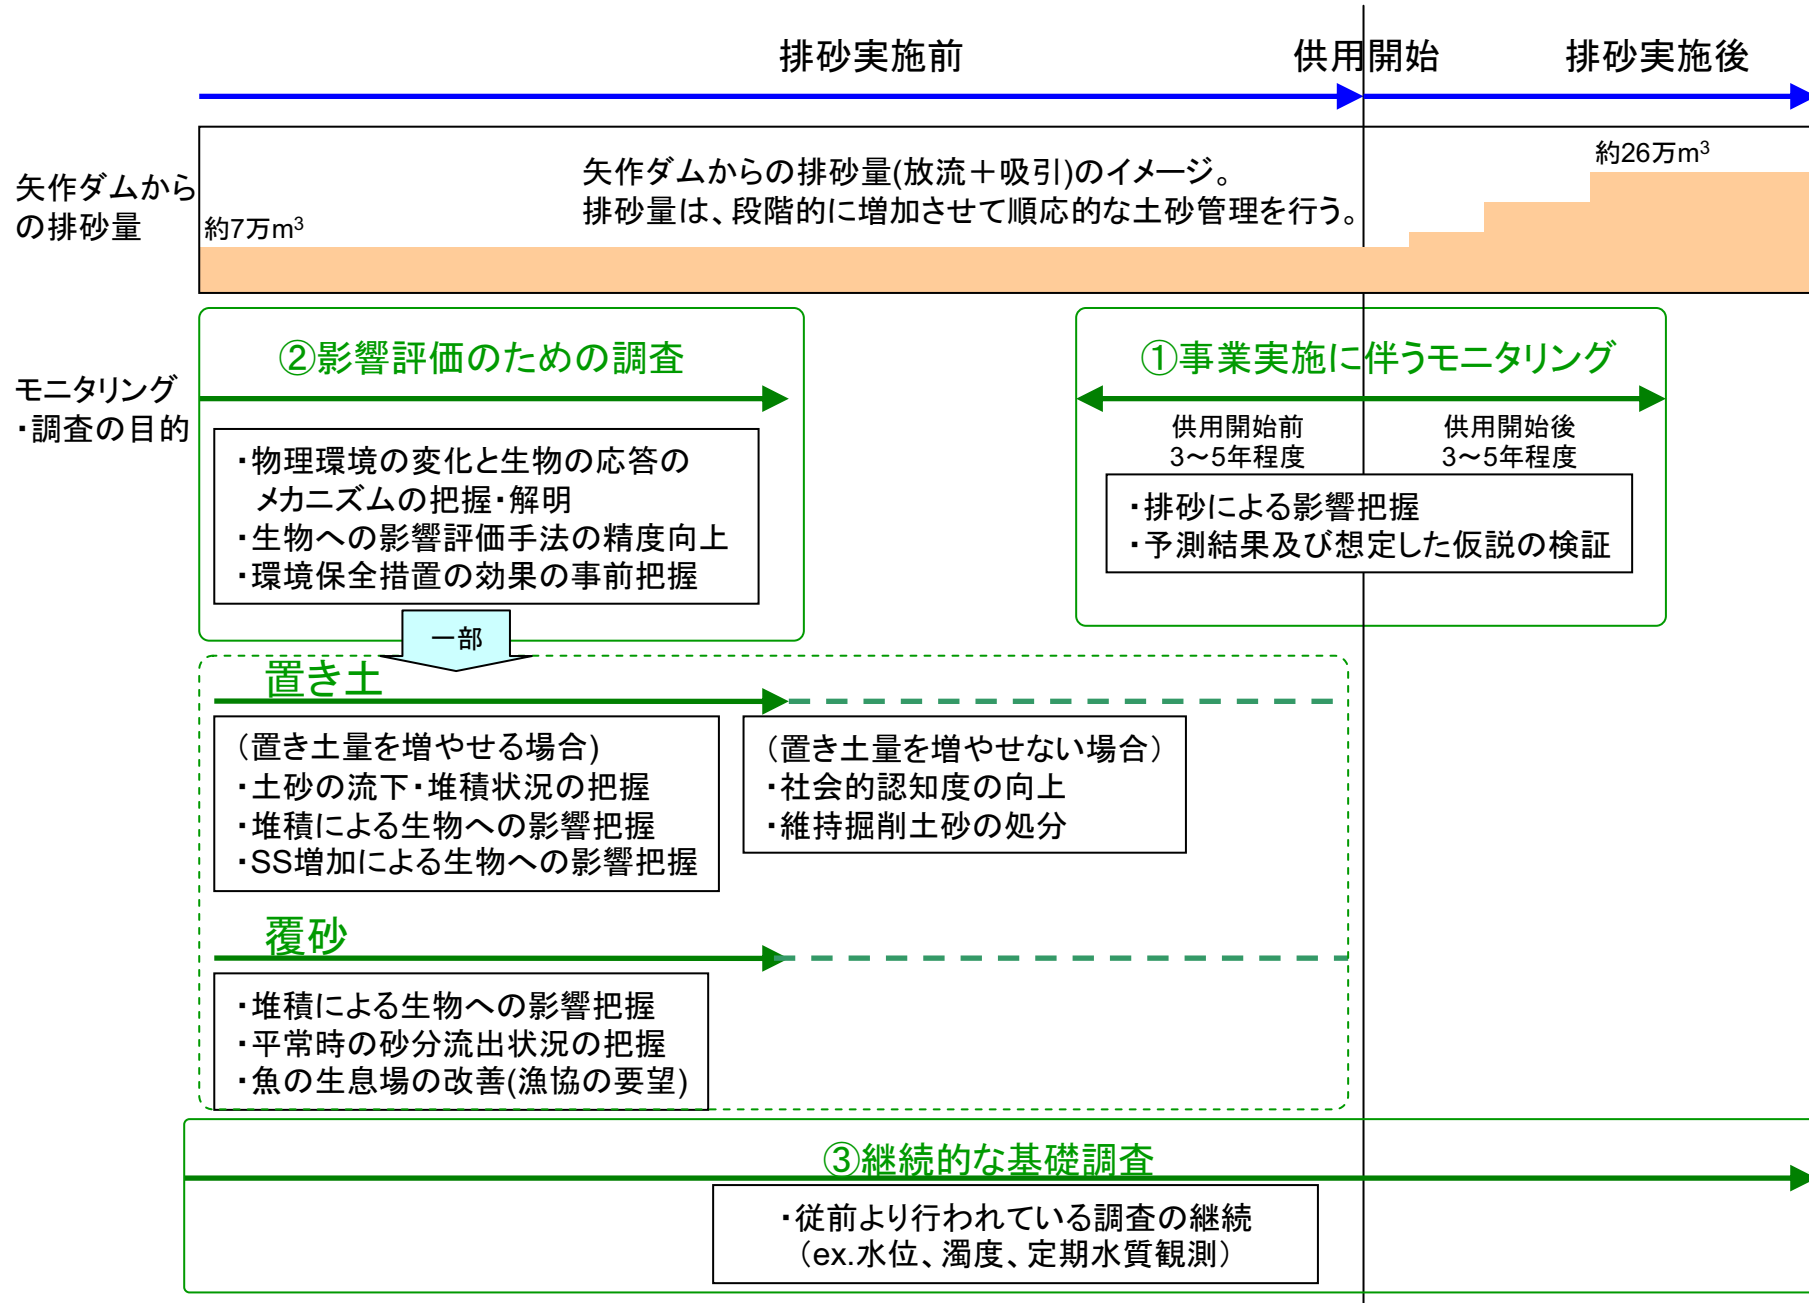 排砂実施前
供用開始
排砂実施後
矢作ダムから
の排砂量
約7万m³
矢作ダムからの排砂量(放流＋吸引)のイメージ。
排砂量は、段階的に増加させて順応的な土砂管理を行う。
約26万m³
モニタリング
・調査の目的
②影響評価のための調査
・物理環境の変化と生物の応答の
メカニズムの把握・解明
・生物への影響評価手法の精度向上
・環境保全措置の効果の事前把握
①事業実施に伴うモニタリング
供用開始前
3～5年程度
供用開始後
3～5年程度
・排砂による影響把握
・予測結果及び想定した仮説の検証
一部
置き土
（置き土量を増やせる場合)
・土砂の流下・堆積状況の把握
・堆積による生物への影響把握
・SS増加による生物への影響把握
（置き土量を増やせない場合）
・社会的認知度の向上
・維持掘削土砂の処分
覆砂
・堆積による生物への影響把握
・平常時の砂分流出状況の把握
・魚の生息場の改善(漁協の要望)
③継続的な基礎調査
・従前より行われている調査の継続
（ex.水位、濁度、定期水質観測）